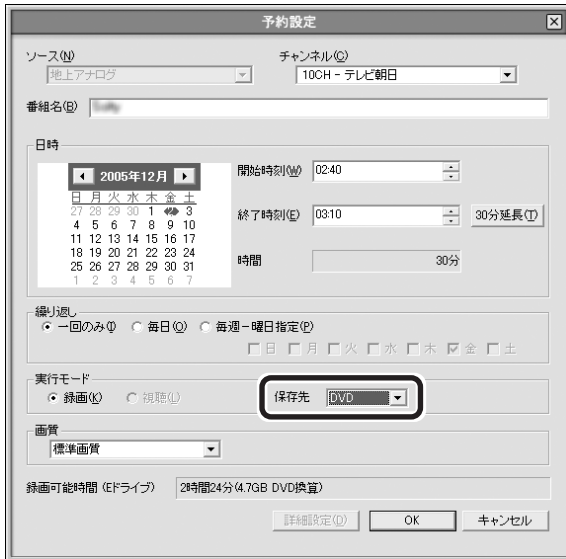 予約設定
ソース(N) チャンネル(C)
地上アナログ 10CH - テレビ朝日
番組名(B)
日時
2005年12月
日 月 火 水 木 金 土
27 28 29 30 1 3
4 5 6 7 8 9 10
11 12 13 14 15 16 17
18 19 20 21 22 23 24
25 26 27 28 29 30 31
1 2 3 4 5 6 7
開始時刻(W) 02:40
終了時刻(E) 03:10 30分延長(T)
時間 30分
繰り返し
一回のみ(I) 毎日(O) 毎週-曜日指定(P)
日 月 火 水 木 金 土
実行モード
録画(K) 視聴(L) 保存先 DVD
画質
標準画質
録画可能時間 (Eドライブ) 2時間24分(4.7GB DVD換算)
詳細設定(D) OK キャンセル